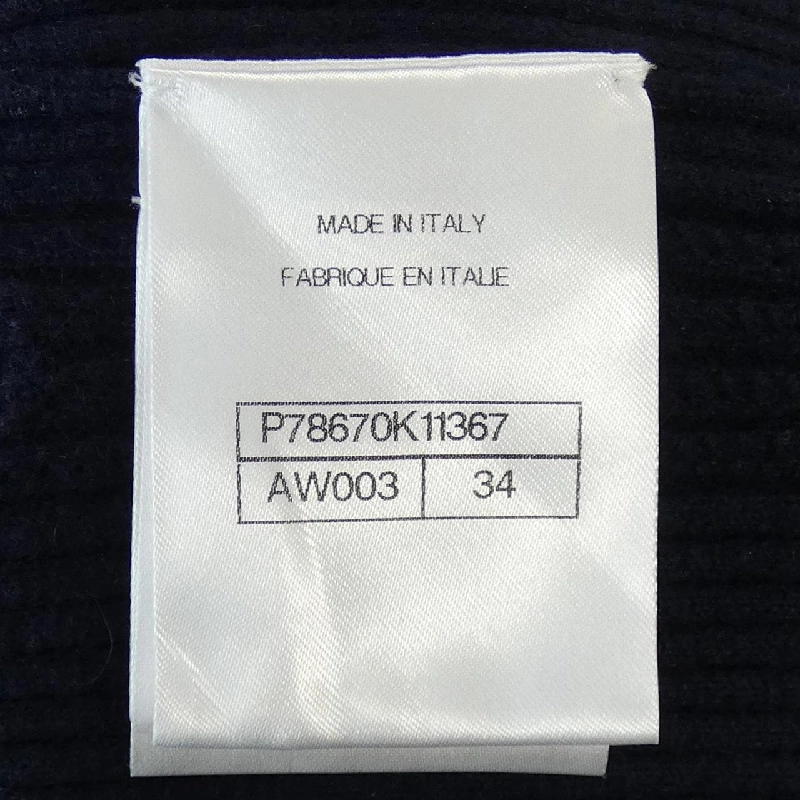 MADE IN ITALY
FABRIQUE EN ITALIE
P78670K11367
AW003 34